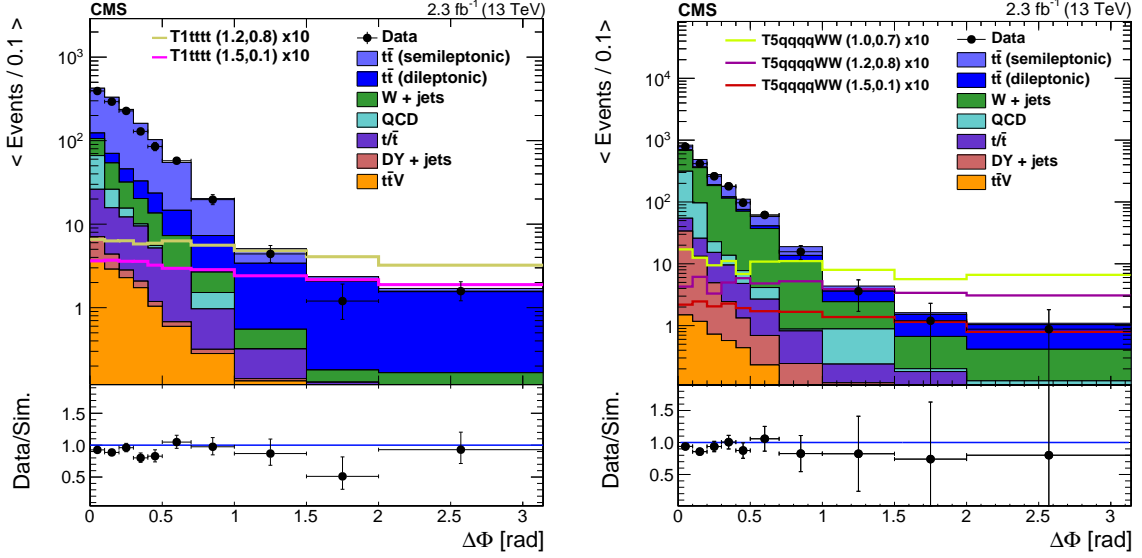 CMS 2.3 fb⁻¹ (13 TeV)
T1tttt (1.2,0.8) x10
T1tttt (1.5,0.1) x10
Data
tt̄ (semileptonic)
tt̄ (dileptonic)
W + jets
QCD
t/t̄
DY + jets
tt̄V
< Events / 0.1 >
10³
10²
10
1
Data/Sim.
1.5
1.0
0.5
0 0.5 1 1.5 2 2.5 3
ΔΦ [rad]
CMS 2.3 fb⁻¹ (13 TeV)
T5qqqqWW (1.0,0.7) x10
T5qqqqWW (1.2,0.8) x10
T5qqqqWW (1.5,0.1) x10
Data
tt̄ (semileptonic)
tt̄ (dileptonic)
W + jets
QCD
t/t̄
DY + jets
tt̄V
< Events / 0.1 >
10⁴
10³
10²
10
1
Data/Sim.
1.5
1.0
0.5
0 0.5 1 1.5 2 2.5 3
ΔΦ [rad]